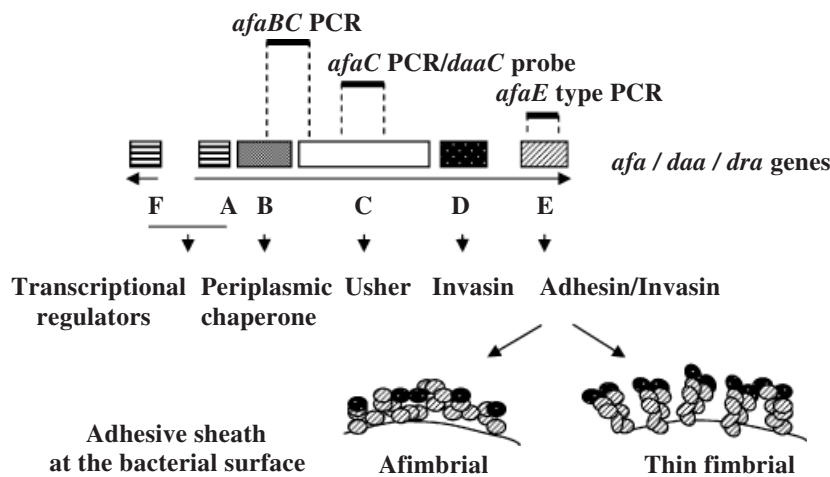 afaBC PCR
afaC PCR/daaC probe
afaE type PCR
afa / daa / dra genes
F A B C D E
Transcriptional regulators
Periplasmic chaperone
Usher
Invasin
Adhesin/Invasin
Adhesive sheath
at the bacterial surface
Afimbrial
Thin fimbrial